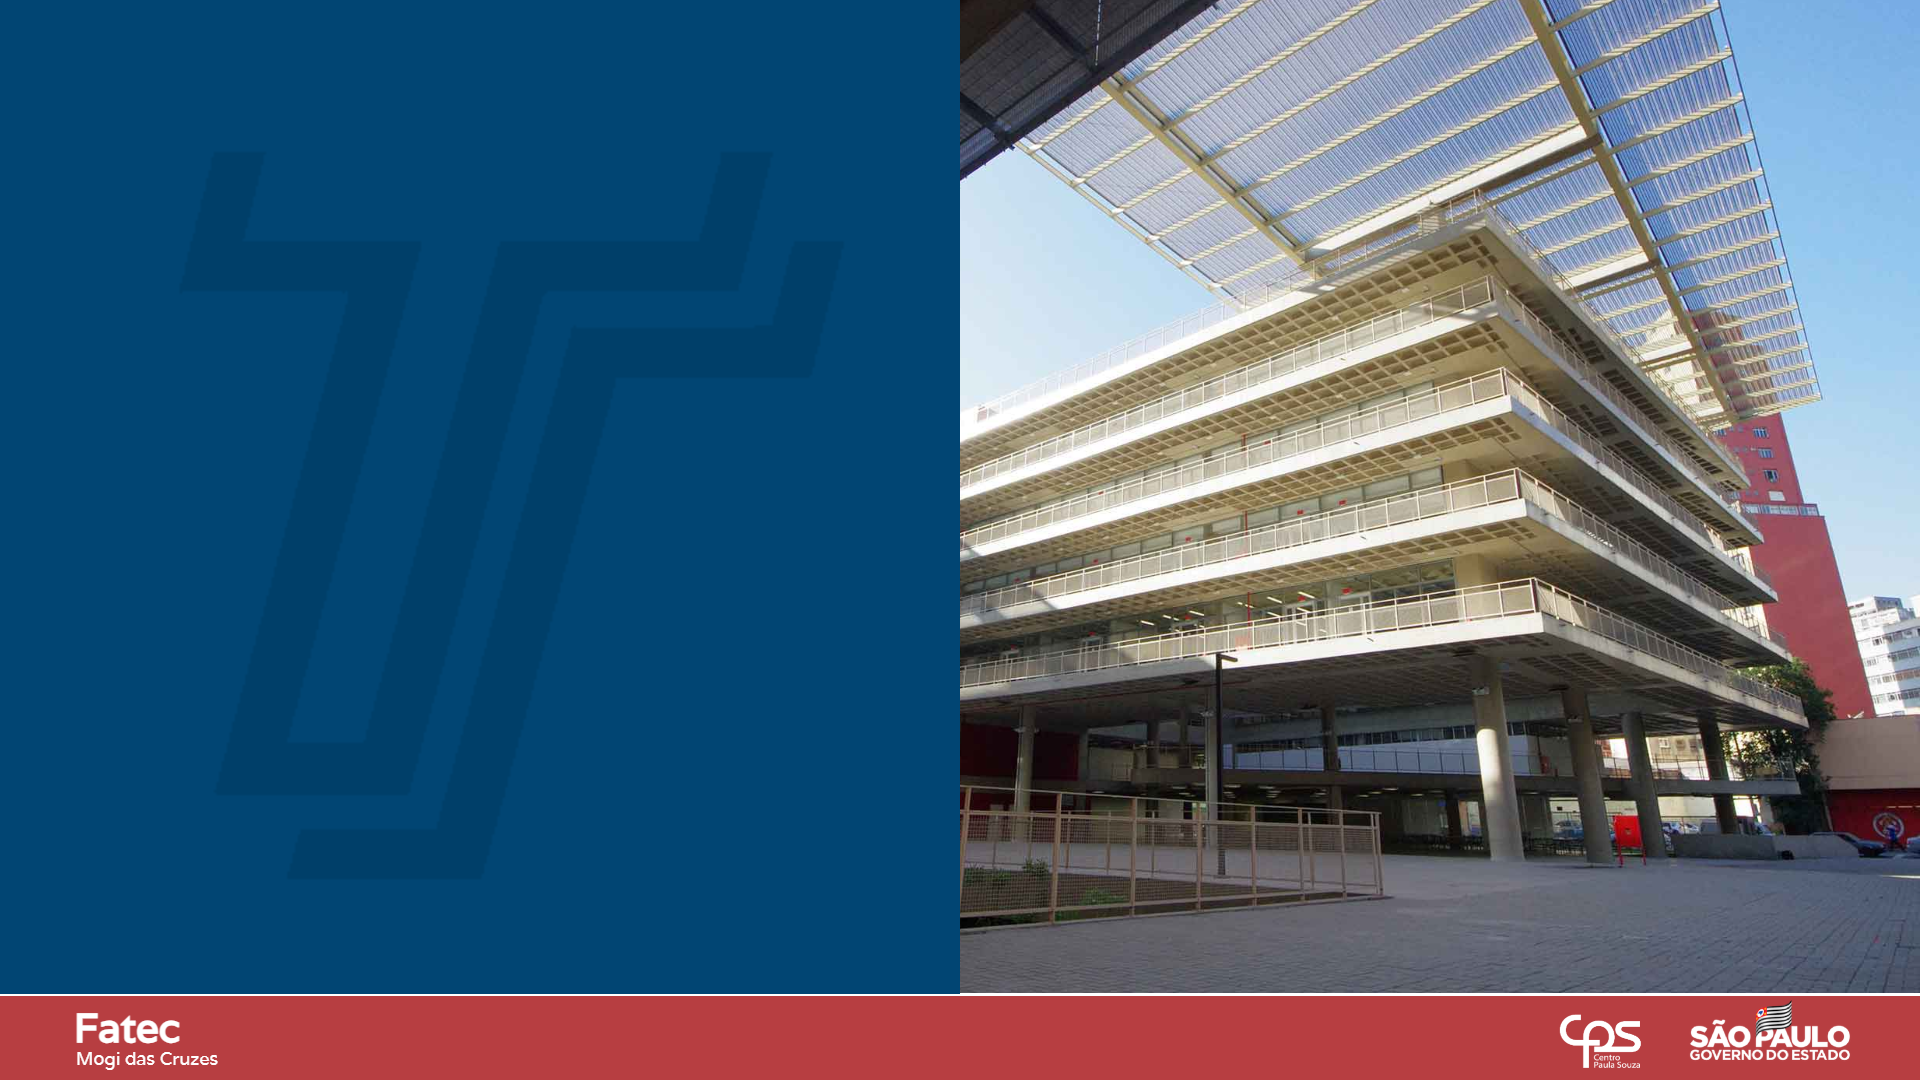 Fatec
Mogi das Cruzes
CPS
Centro
Paula Souza
SÃO PAULO
GOVERNO DO ESTADO